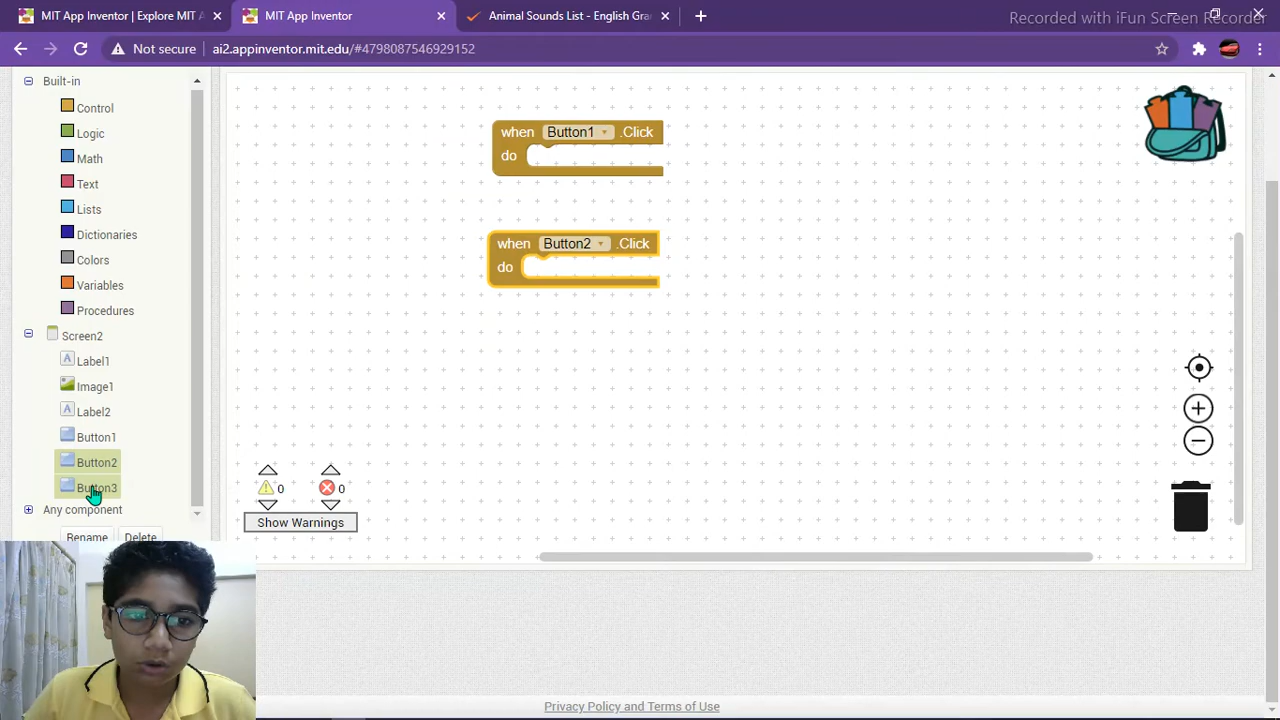 MIT App Inventor | Explore MIT A
MIT App Inventor
Animal Sounds List - English Gra
Recorded with iFun Screen Recorder
Not secure
ai2.appinventor.mit.edu/#4798087546929152
Built-in
Control
Logic
Math
Text
Lists
Dictionaries
Colors
Variables
Procedures
Screen2
Label1
Image1
Label2
Button1
Button2
Button3
Any component
Rename Delete
when Button1 .Click
do
when Button2 .Click
do
0 0
Show Warnings
Privacy Policy and Terms of Use